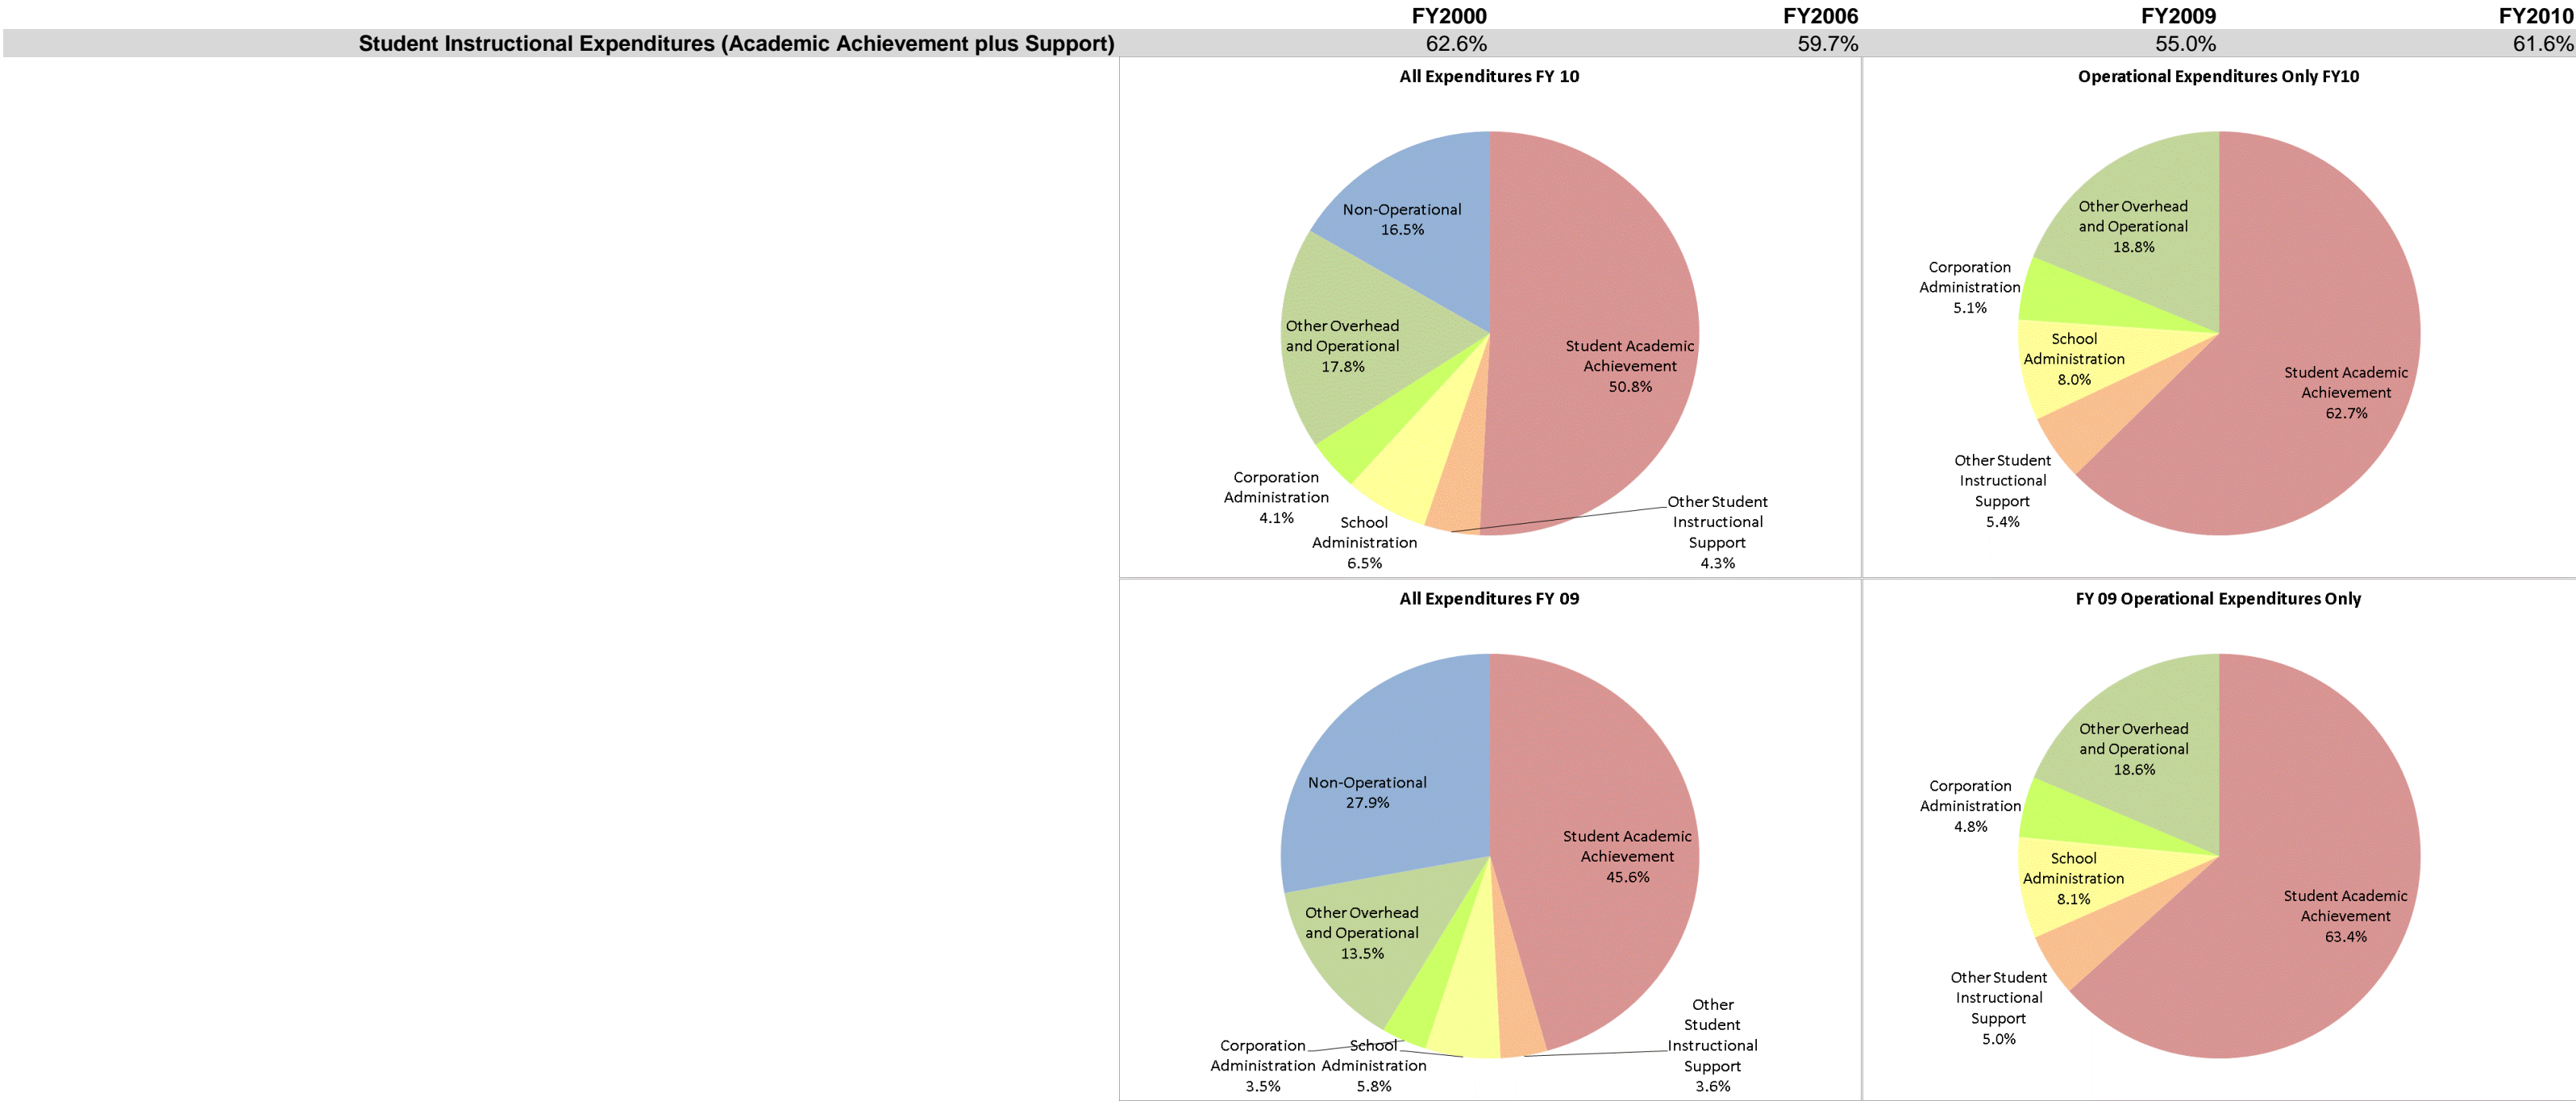 FY2000 FY2006 FY2009 FY2010
Student Instructional Expenditures (Academic Achievement plus Support) 62.6% 59.7% 55.0% 61.6%
All Expenditures FY 10
Non-Operational
16.5%
Other Overhead
and Operational
17.8%
Student Academic
Achievement
50.8%
Corporation
Administration
4.1%
School
Administration
6.5%
Other Student
Instructional
Support
4.3%
Operational Expenditures Only FY10
Other Overhead
and Operational
18.8%
Corporation
Administration
5.1%
School
Administration
8.0%
Student Academic
Achievement
62.7%
Other Student
Instructional
Support
5.4%
All Expenditures FY 09
Non-Operational
27.9%
Student Academic
Achievement
45.6%
Other Overhead
and Operational
13.5%
Corporation
Administration
3.5%
School
Administration
5.8%
Other
Student
Instructional
Support
3.6%
FY 09 Operational Expenditures Only
Other Overhead
and Operational
18.6%
Corporation
Administration
4.8%
School
Administration
8.1%
Student Academic
Achievement
63.4%
Other Student
Instructional
Support
5.0%